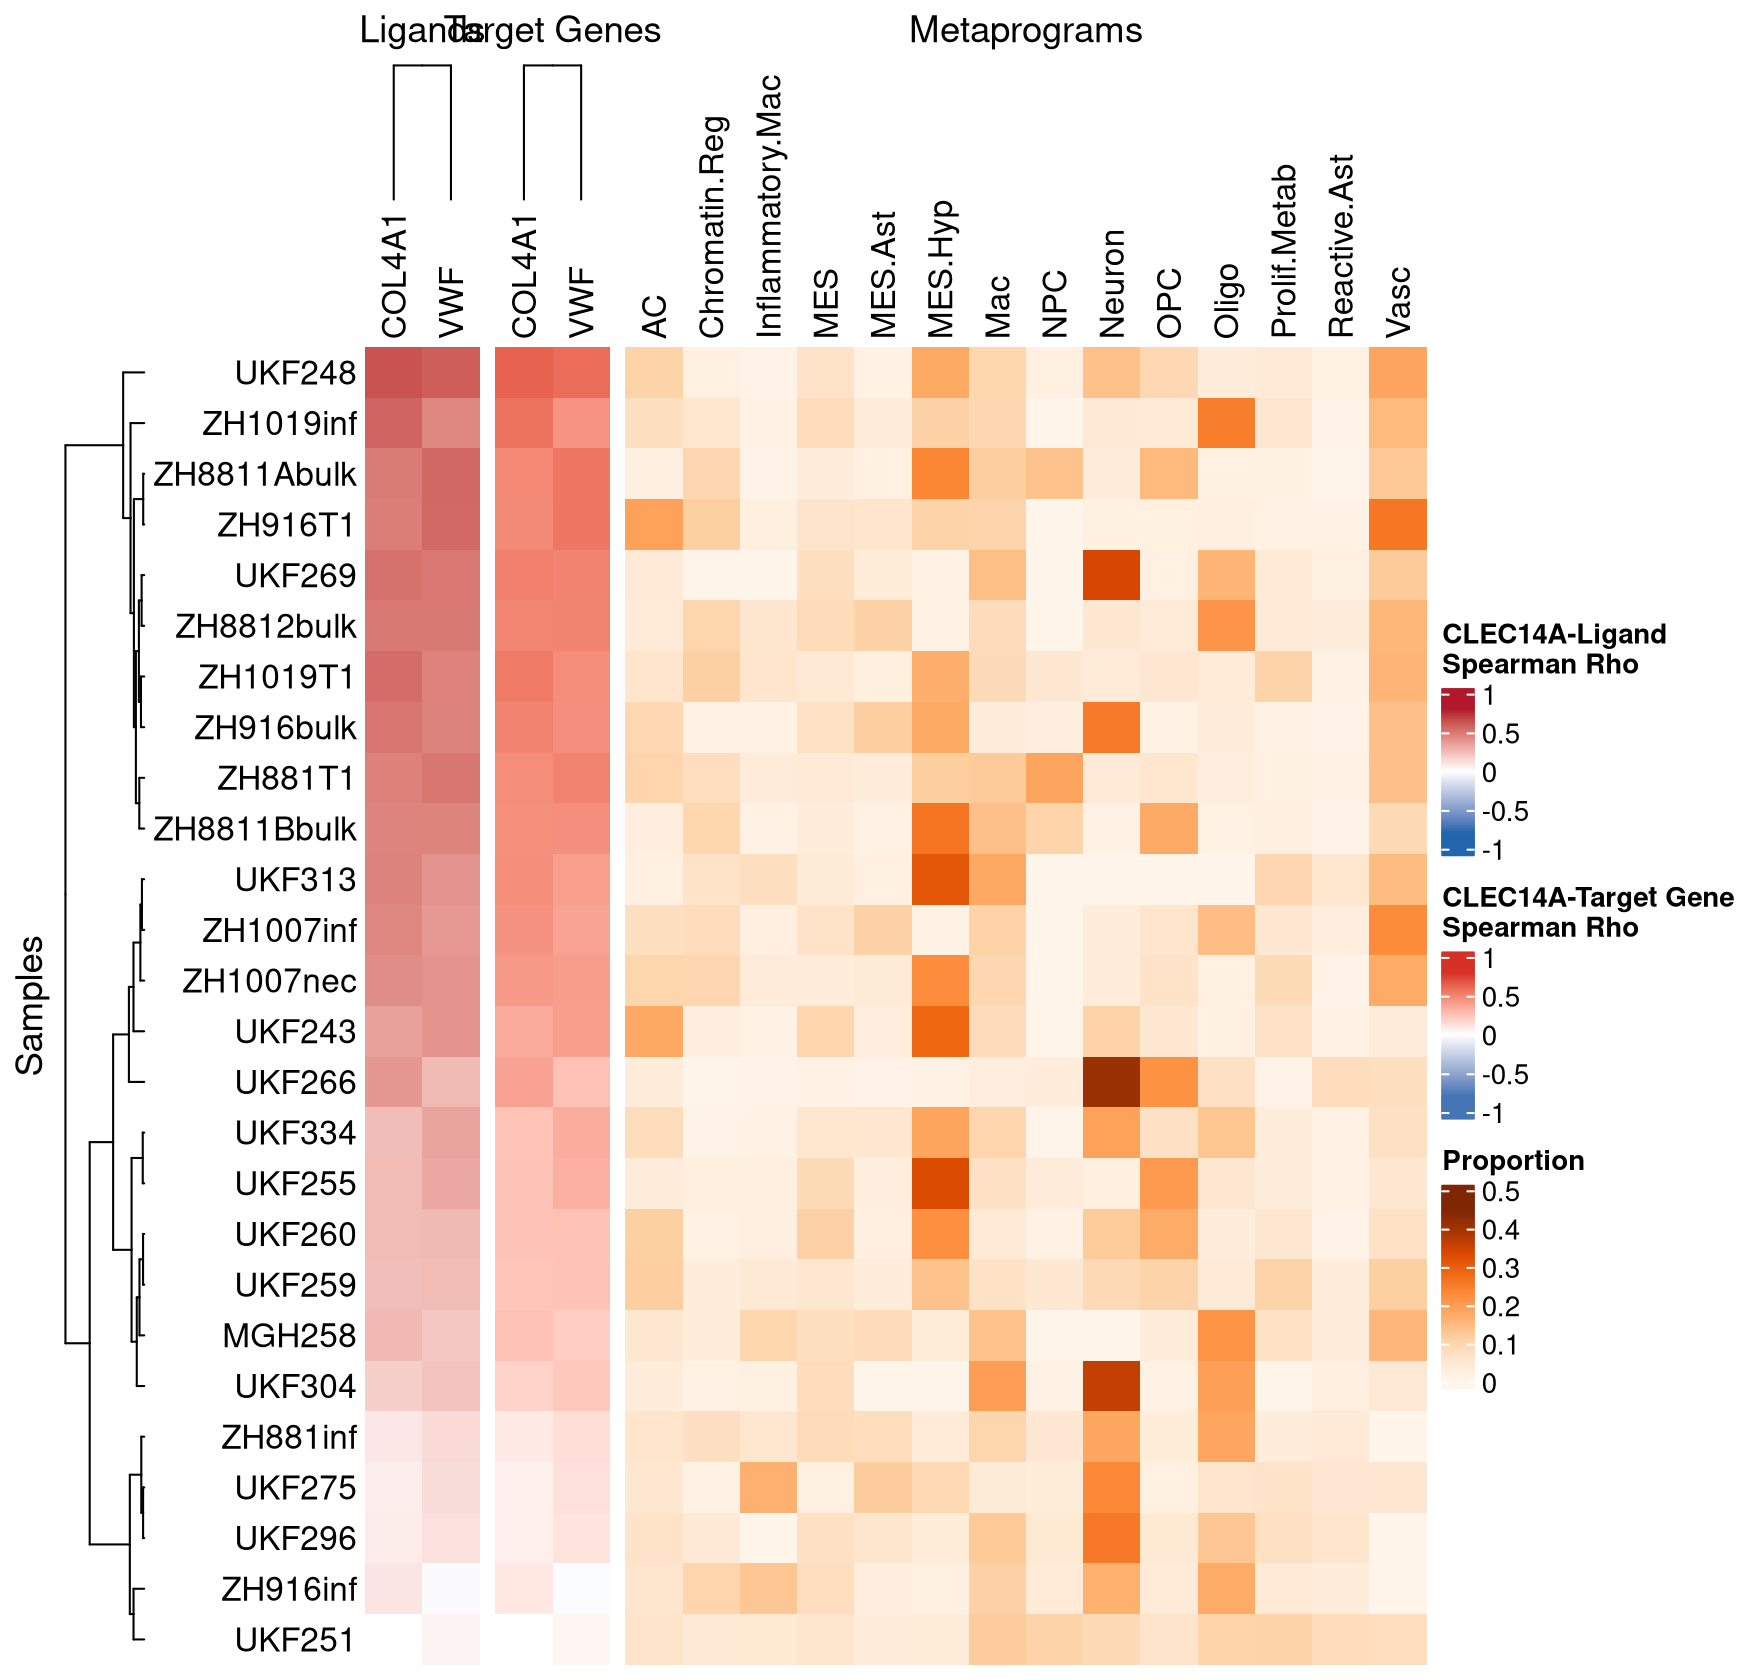 Ligands
Target Genes
Metaprograms
COL4A1
VWF
COL4A1
VWF
AC
Chromatin.Reg
Inflammatory.Mac
MES
MES.Ast
MES.Hyp
Mac
NPC
Neuron
OPC
Oligo
Prolif.Metab
Reactive.Ast
Vasc
Samples
UKF248
ZH1019inf
ZH8811Abulk
ZH916T1
UKF269
ZH8812bulk
ZH1019T1
ZH916bulk
ZH881T1
ZH8811Bbulk
UKF313
ZH1007inf
ZH1007nec
UKF243
UKF266
UKF334
UKF255
UKF260
UKF259
MGH258
UKF304
ZH881inf
UKF275
UKF296
ZH916inf
UKF251
CLEC14A-Ligand
Spearman Rho
1
0.5
0
-0.5
-1
CLEC14A-Target Gene
Spearman Rho
1
0.5
0
-0.5
-1
Proportion
0.5
0.4
0.3
0.2
0.1
0